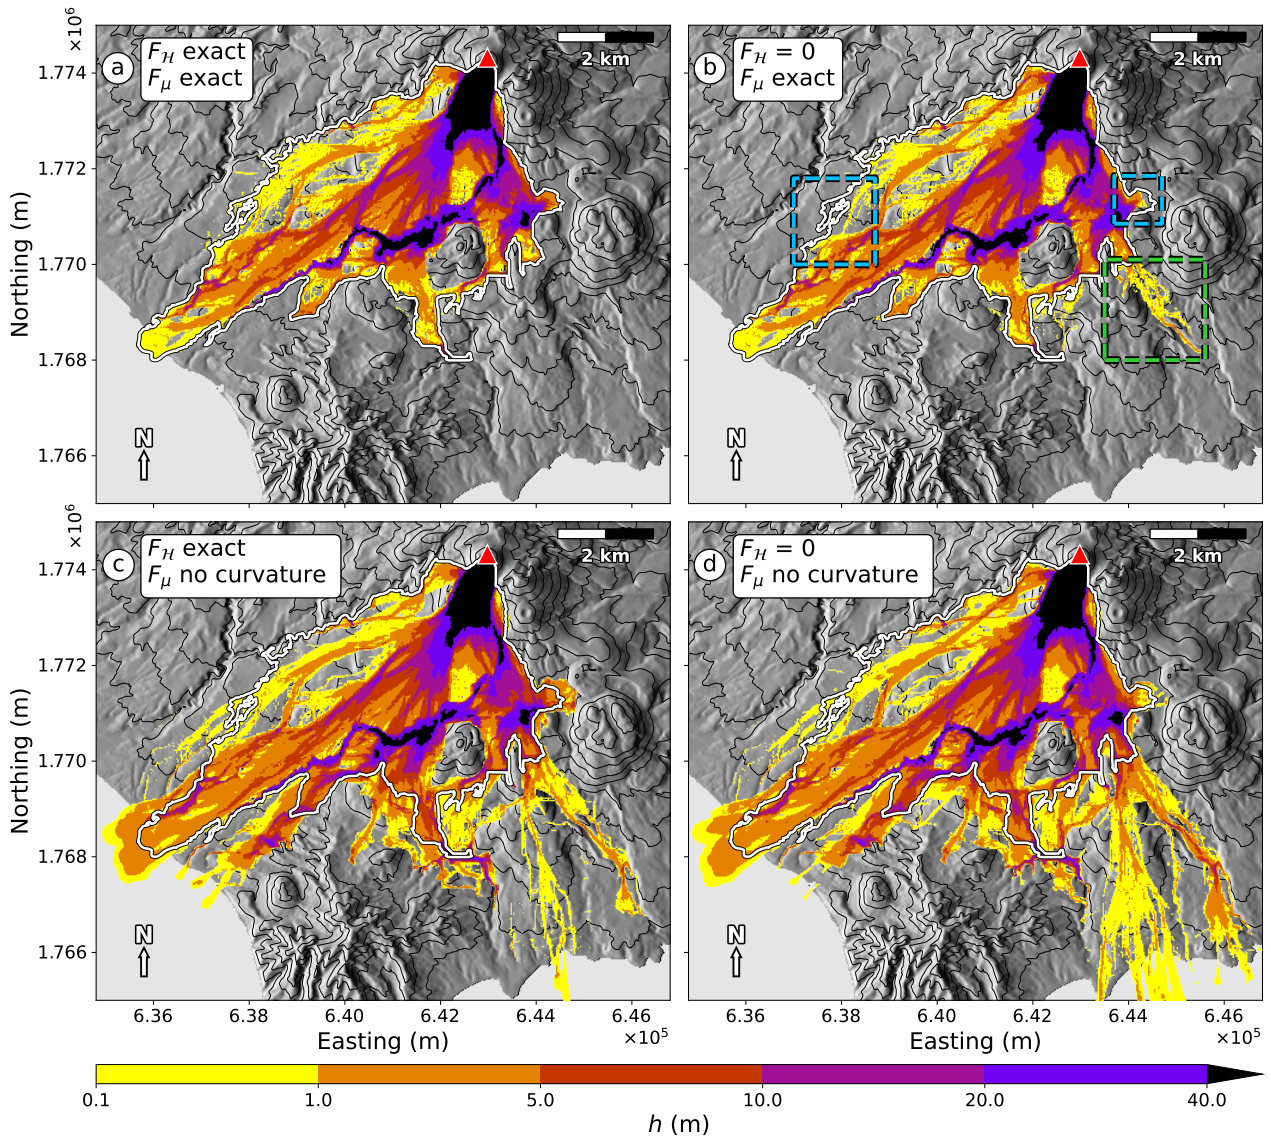 ×10⁶
a
F_ℋ exact
F_μ exact
2 km
b
F_ℋ = 0
F_μ exact
2 km
1.774
1.772
1.770
1.768
1.766
Northing (m)
N
N
×10⁶
c
F_ℋ exact
F_μ no curvature
2 km
d
F_ℋ = 0
F_μ no curvature
2 km
1.774
1.772
1.770
1.768
1.766
Northing (m)
N
N
6.36 6.38 6.40 6.42 6.44 6.46
×10⁵
Easting (m)
6.36 6.38 6.40 6.42 6.44 6.46
×10⁵
Easting (m)
0.1 1.0 5.0 10.0 20.0 40.0
h (m)